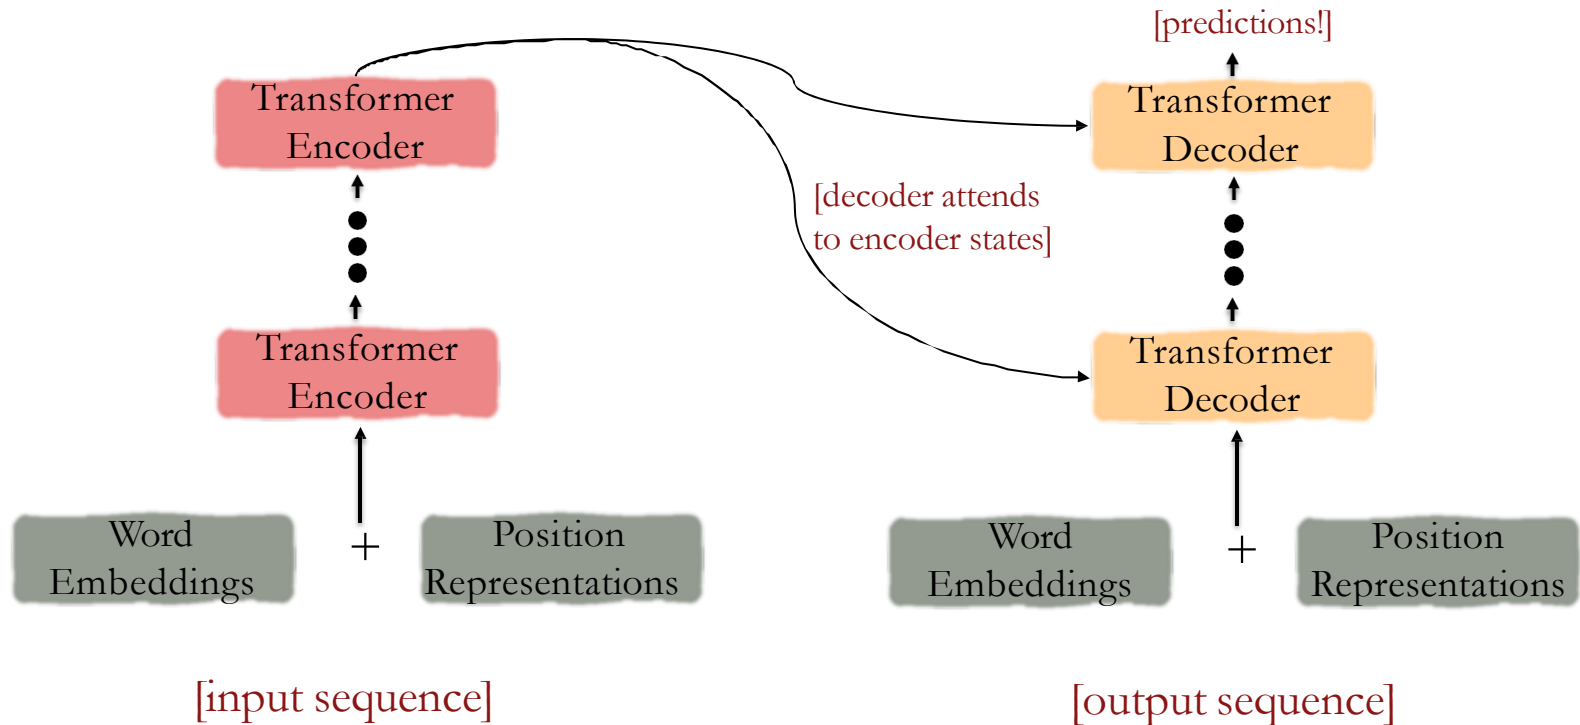 [predictions!]
Transformer
Encoder
Transformer
Decoder
[decoder attends
to encoder states]
Transformer
Encoder
Transformer
Decoder
Word
Embeddings
+
Position
Representations
Word
Embeddings
+
Position
Representations
[input sequence]
[output sequence]